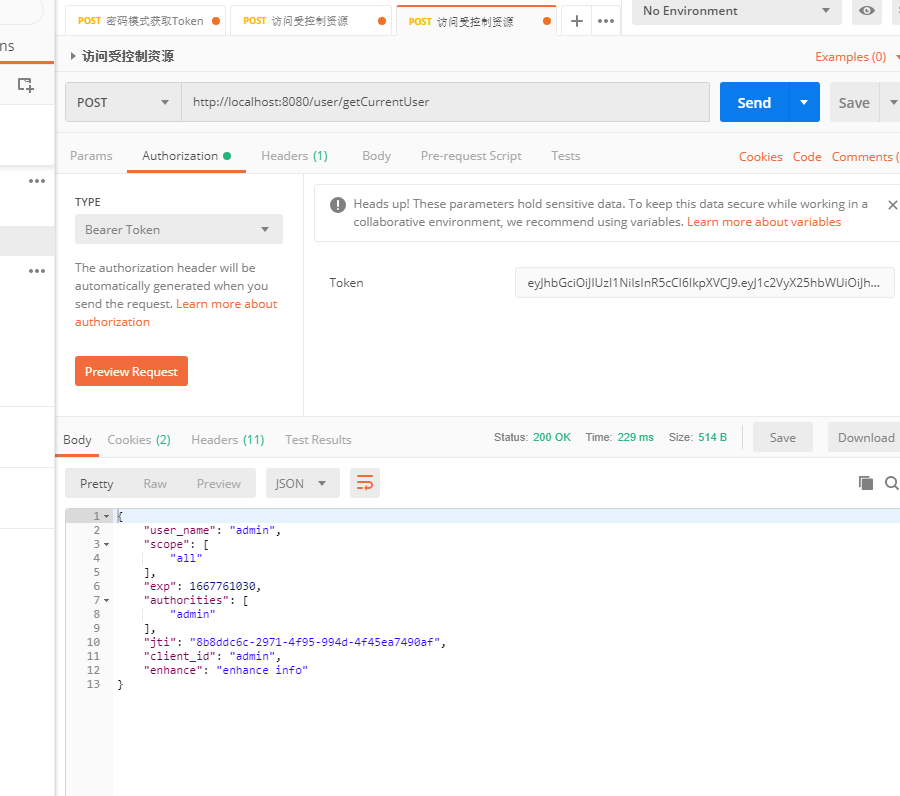 POST 密码模式获取Token
POST 访问受控制资源
POST 访问受控制资源
No Environment
ns
访问受控制资源
Examples (0)
POST
http://localhost:8080/user/getCurrentUser
Send
Save
Params
Authorization
Headers (1)
Body
Pre-request Script
Tests
Cookies
Code
Comments (
TYPE
Bearer Token
The authorization header will be
automatically generated when you
send the request. Learn more about
authorization
Preview Request
Heads up! These parameters hold sensitive data. To keep this data secure while working in a
collaborative environment, we recommend using variables. Learn more about variables
Token
eyJhbGciOiJIUzI1NiIsInR5cCI6IkpXVCJ9.eyJ1c2VyX25hbWUiOiJh...
Body
Cookies (2)
Headers (11)
Test Results
Status: 200 OK
Time: 229 ms
Size: 514 B
Save
Download
Pretty
Raw
Preview
JSON
1 {
2 "user_name": "admin",
3 "scope": [
4 "all"
5 ],
6 "exp": 1667761030,
7 "authorities": [
8 "admin"
9 ],
10 "jti": "8b8ddc6c-2971-4f95-994d-4f45ea7490af",
11 "client_id": "admin",
12 "enhance": "enhance info"
13 }